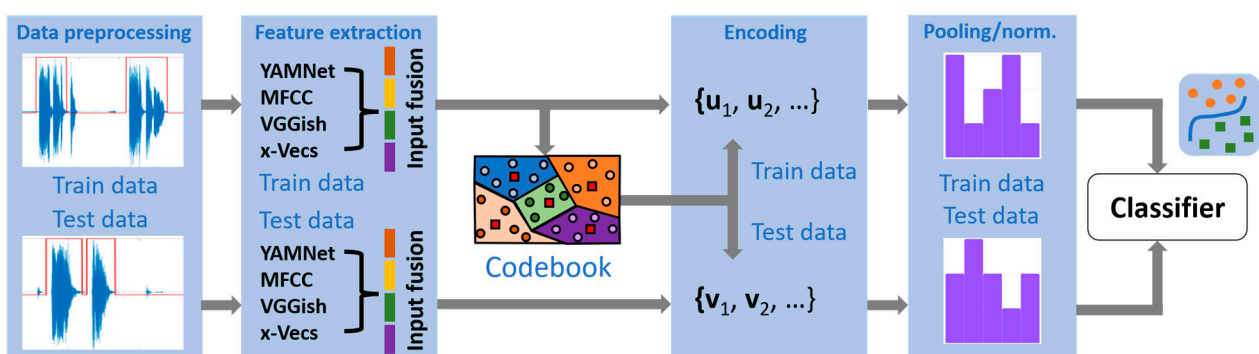 Data preprocessing
Train data
Test data
Feature extraction
YAMNet
MFCC
VGGish
x-Vecs
Input fusion
Train data
Test data
YAMNet
MFCC
VGGish
x-Vecs
Input fusion
Codebook
Encoding
{u1, u2, ...}
Train data
Test data
{v1, v2, ...}
Pooling/norm.
Train data
Test data
Classifier